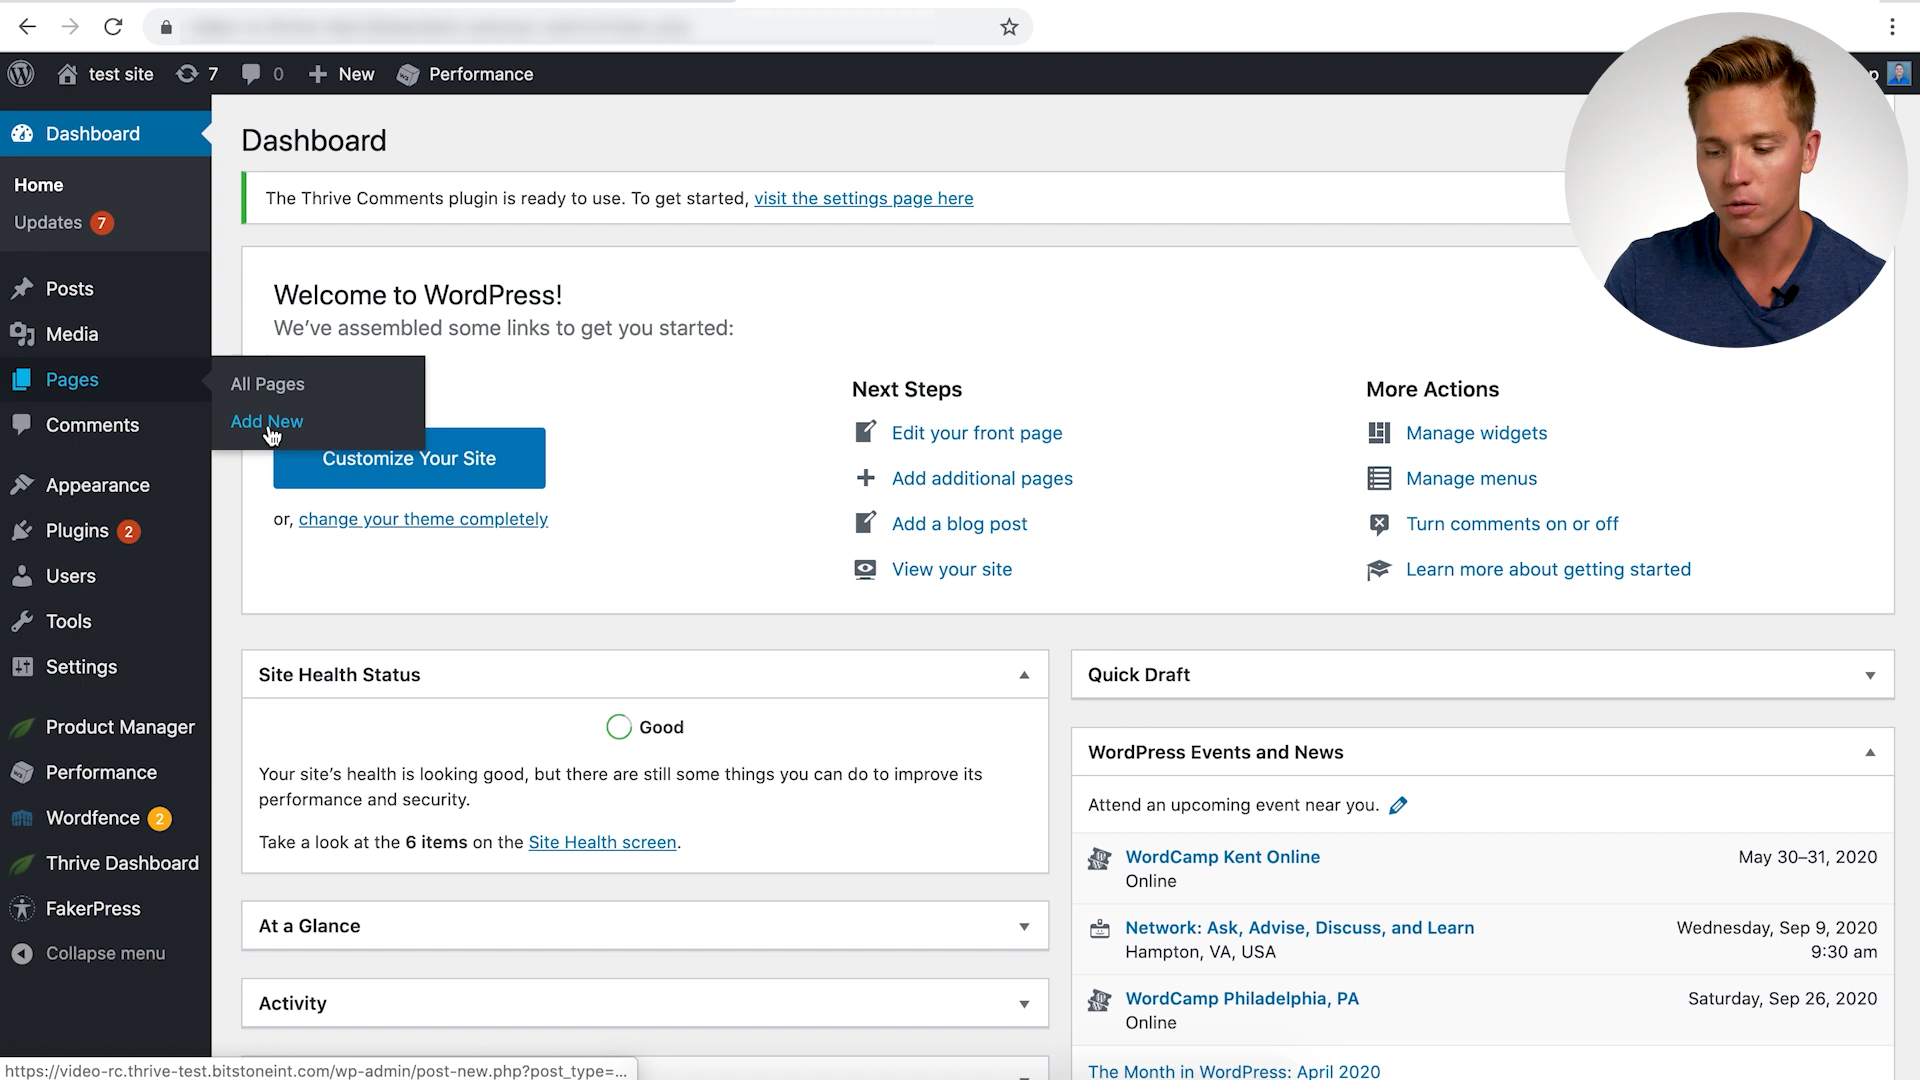 test site
7
0
New
Performance
p
Dashboard
Home
Updates 7
Posts
Media
Pages
Comments
Appearance
Plugins 2
Users
Tools
Settings
Product Manager
Performance
Wordfence 2
Thrive Dashboard
FakerPress
Collapse menu
All Pages
Add New
Dashboard
The Thrive Comments plugin is ready to use. To get started, visit the settings page here
Welcome to WordPress!
We've assembled some links to get you started:
Customize Your Site
or, change your theme completely
Next Steps
Edit your front page
Add additional pages
Add a blog post
View your site
More Actions
Manage widgets
Manage menus
Turn comments on or off
Learn more about getting started
Site Health Status
Good
Your site's health is looking good, but there are still some things you can do to improve its
performance and security.
Take a look at the 6 items on the Site Health screen.
At a Glance
Activity
Quick Draft
WordPress Events and News
Attend an upcoming event near you.
WordCamp Kent Online
Online
May 30–31, 2020
Network: Ask, Advise, Discuss, and Learn
Hampton, VA, USA
Wednesday, Sep 9, 2020
9:30 am
WordCamp Philadelphia, PA
Online
Saturday, Sep 26, 2020
The Month in WordPress: April 2020
https://video-rc.thrive-test.bitstoneint.com/wp-admin/post-new.php?post_type=...